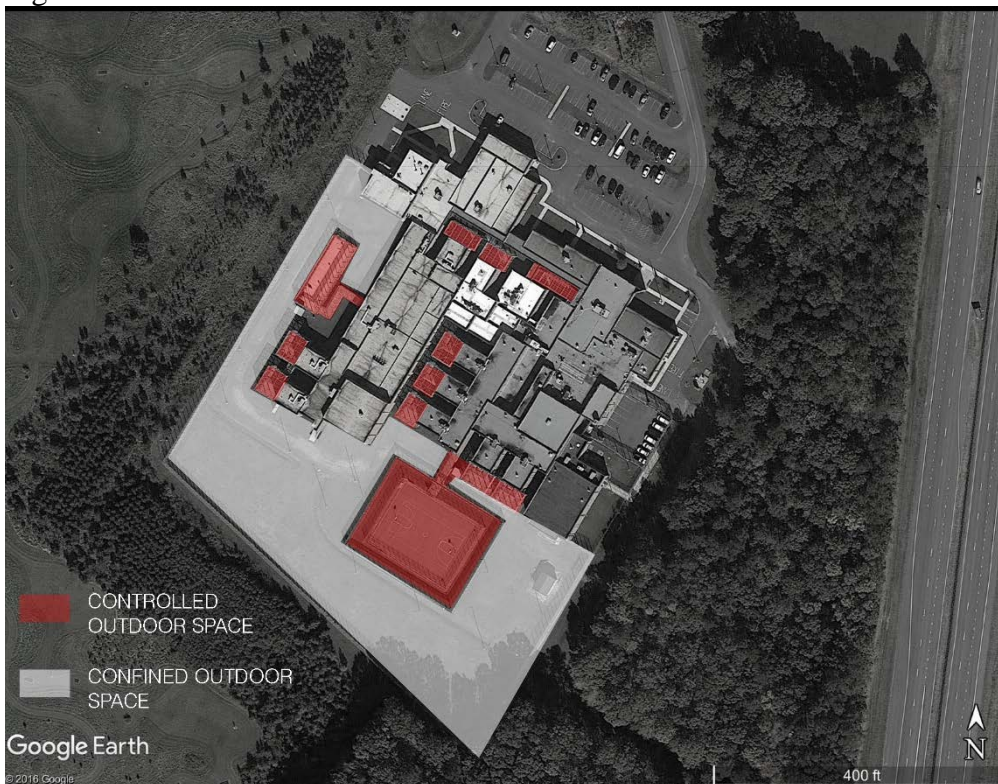 CONTROLLED
OUTDOOR SPACE
CONFINED OUTDOOR
SPACE
Google Earth
© 2016 Google
400 ft
N